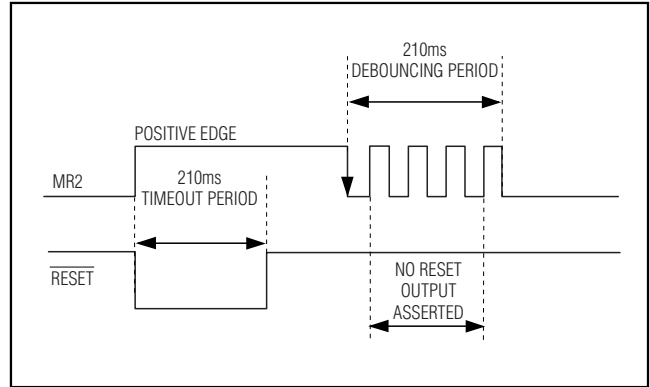 210ms
DEBOUNCING PERIOD
POSITIVE EDGE
MR2
210ms
TIMEOUT PERIOD
RESET
NO RESET
OUTPUT
ASSERTED